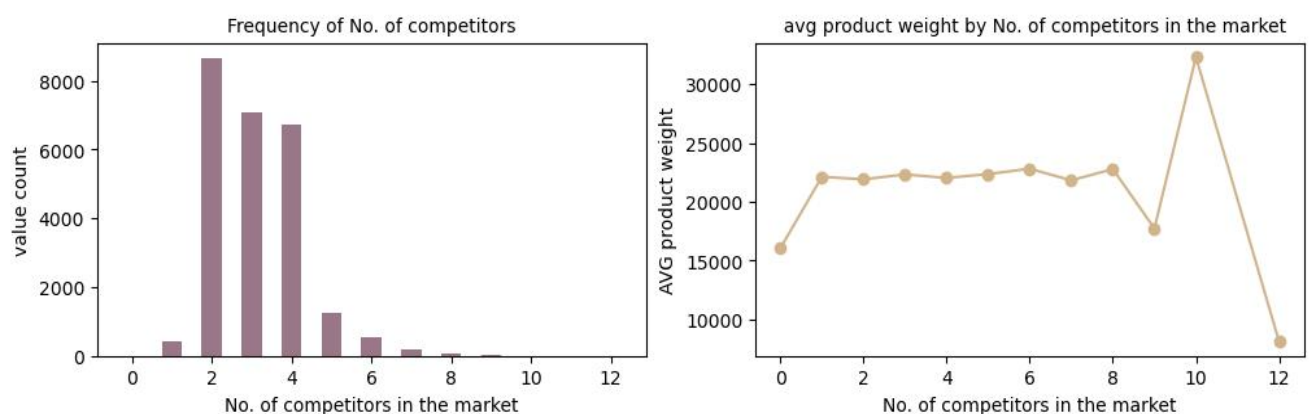 Frequency of No. of competitors
value count
8000
6000
4000
2000
0
0 2 4 6 8 10 12
No. of competitors in the market
avg product weight by No. of competitors in the market
AVG product weight
30000
25000
20000
15000
10000
0 2 4 6 8 10 12
No. of competitors in the market